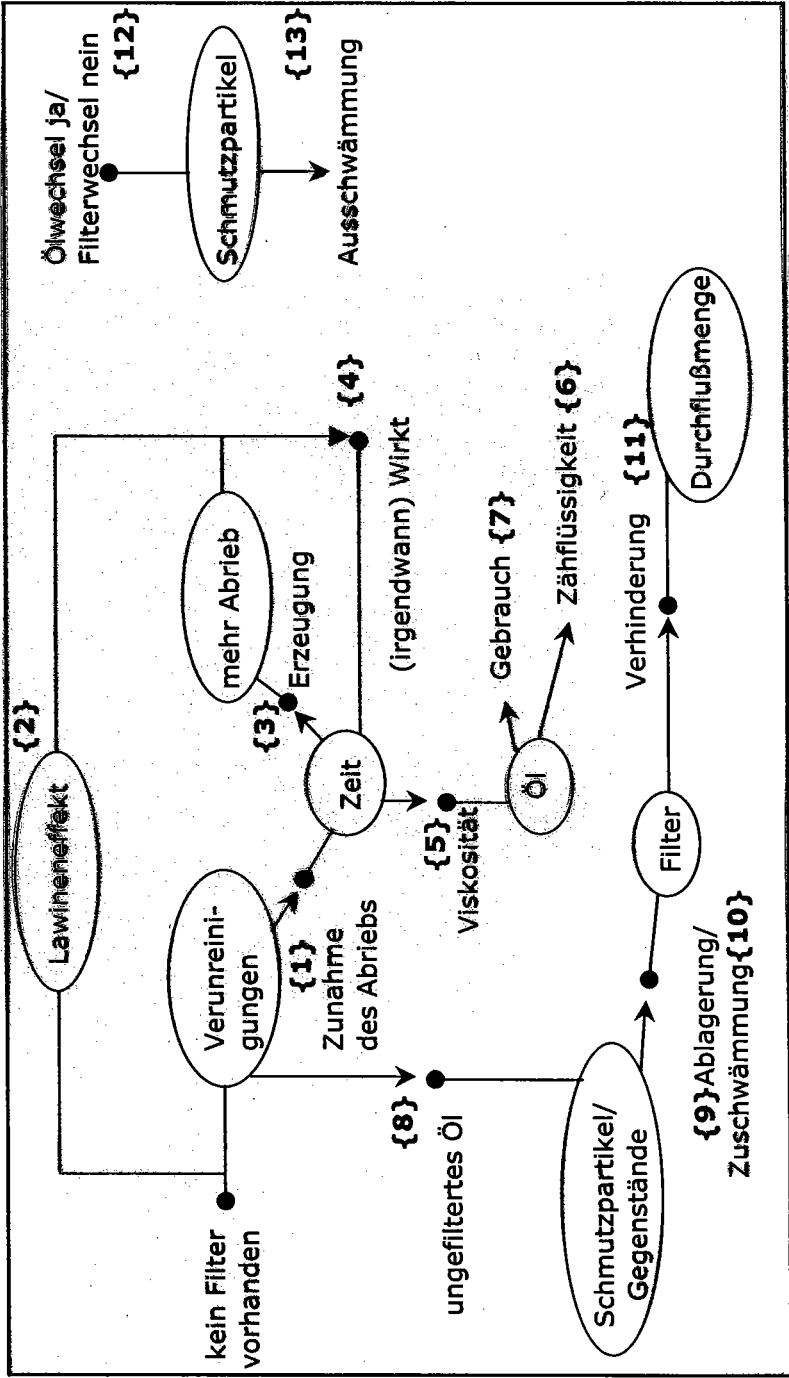 Lawineneffekt
{2}
Ölwechsel ja/
Filterwechsel nein
{12}
kein Filter
vorhanden
Verunreini-
gungen
{1}
Zunahme
des Abriebs
mehr Abrieb
{3}
Erzeugung
Zeit
{4}
(irgendwann) Wirkt
Schmutzpartikel
{13}
Ausschwämmung
{8}
ungefiltertes Öl
{5}
Viskosität
Öl
Gebrauch {7}
Zähflüssigkeit {6}
Schmutzpartikel/
Gegenstände
{9}Ablagerung/
Zuschwämmung{10}
Filter
Verhinderung
{11}
Durchflußmenge